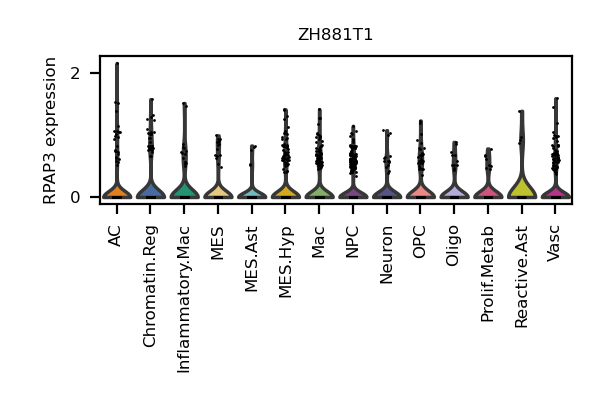 ZH881T1
RPAP3 expression
2
0
AC
Chromatin.Reg
Inflammatory.Mac
MES
MES.Ast
MES.Hyp
Mac
NPC
Neuron
OPC
Oligo
Prolif.Metab
Reactive.Ast
Vasc